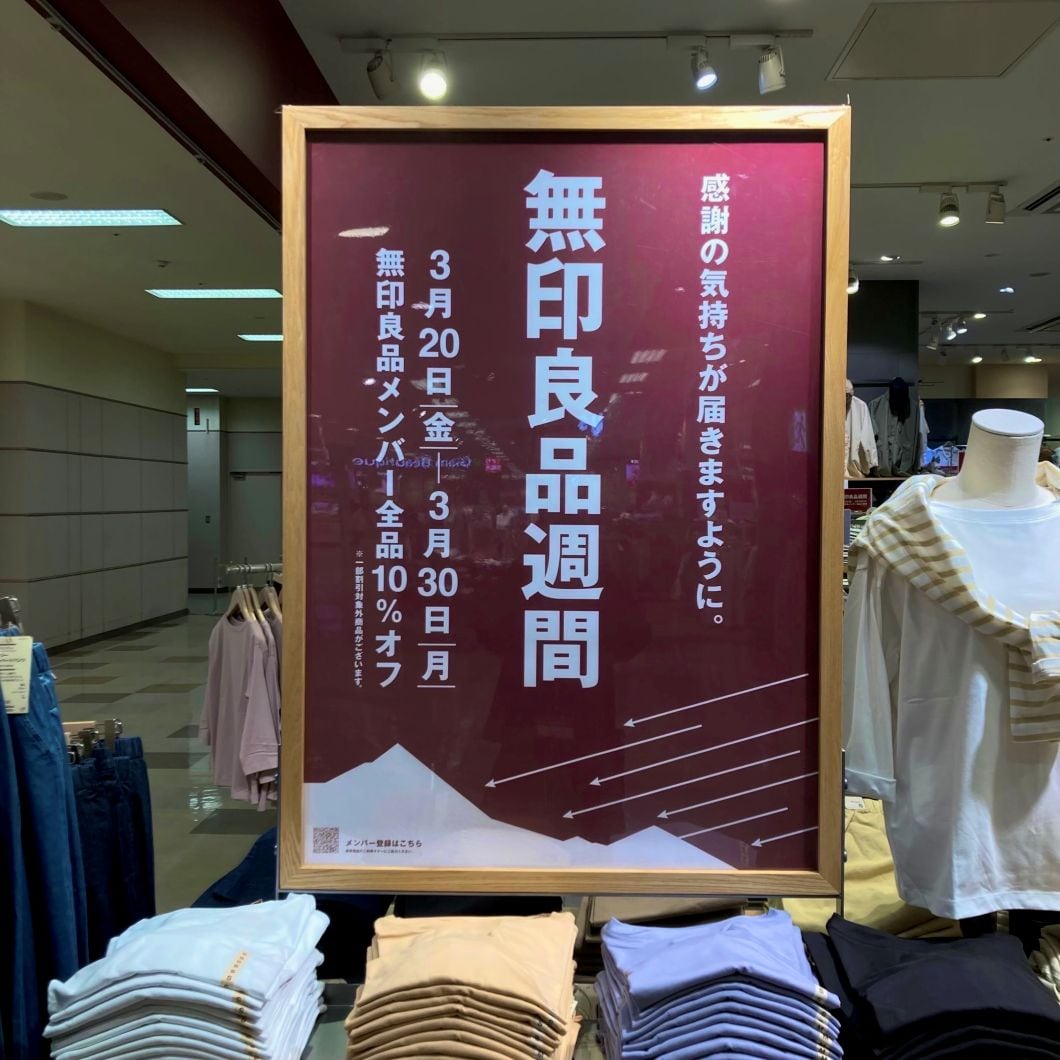 感謝の気持ちが届きますように。
無印良品週間
3月20日|金|―3月30日|月|
無印良品メンバー全品10%オフ
※一部割引対象外商品がございます。
メンバー登録はこちら